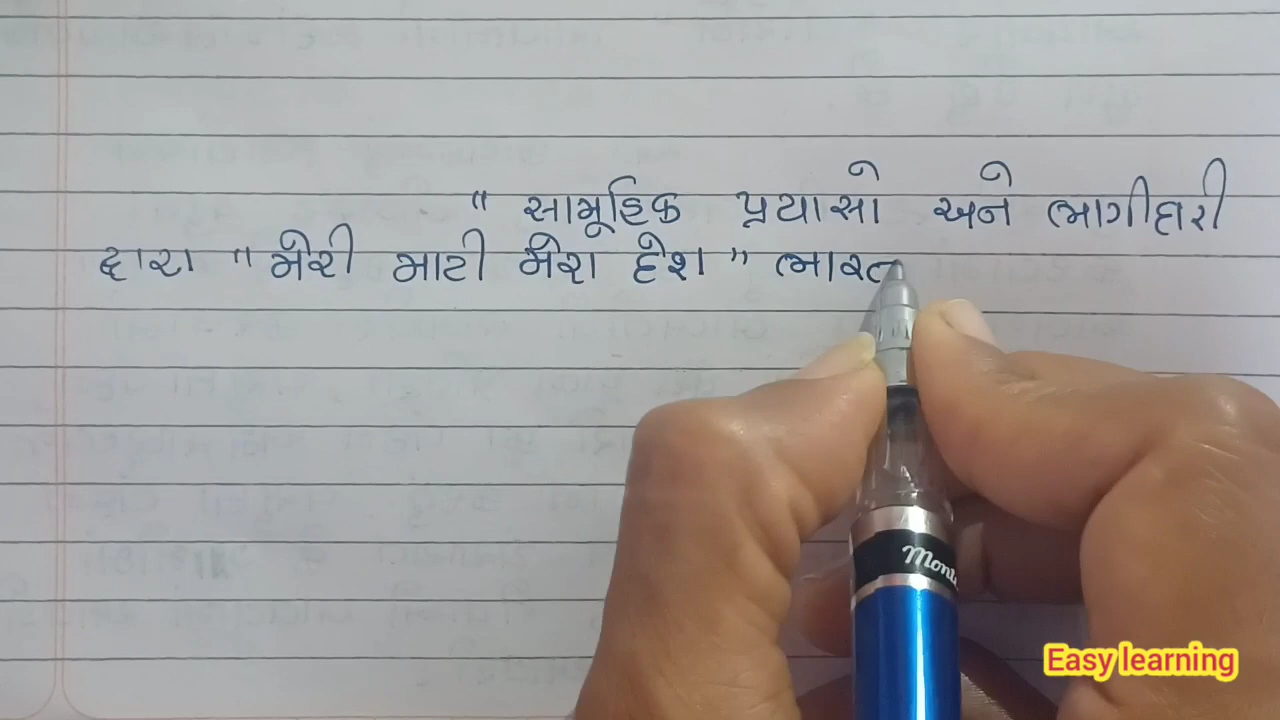 " સામૂહિક પ્રયાસો અને ભાગીદારી
દ્વારા " મેરી માટી મેરા દેશ " ભારત
Easy learning